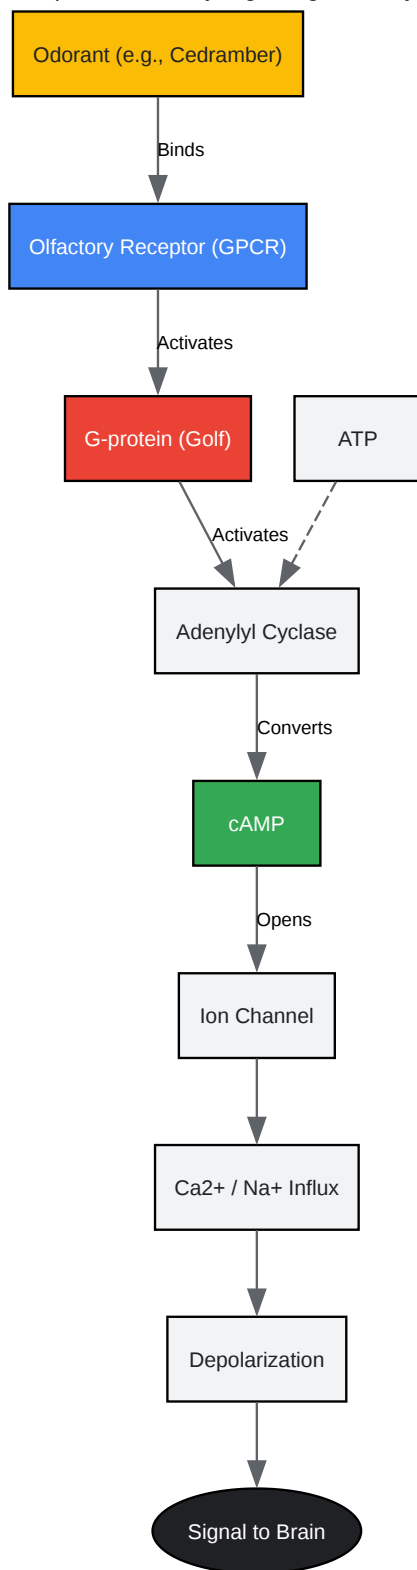 Odorant (e.g., Cedramber)
Binds
Olfactory Receptor (GPCR)
Activates
G-protein (Golf)
ATP
Activates
Adenylyl Cyclase
Converts
cAMP
Opens
Ion Channel
Ca2+ / Na+ Influx
Depolarization
Signal to Brain